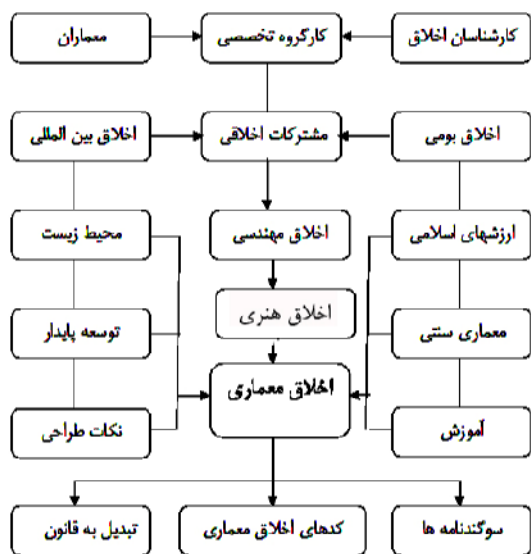 کارشناسان اخلاق
کارگروه تخصصی
معماران
اخلاق بومی
مشترکات اخلاقی
اخلاق بین المللی
ارزشهای اسلامی
اخلاق مهندسی
محیط زیست
اخلاق هنری
معماری سنتی
توسعه پایدار
اخلاق معماری
آموزش
نکات طراحی
سوگندنامه ها
کدهای اخلاق معماری
تبدیل به قانون